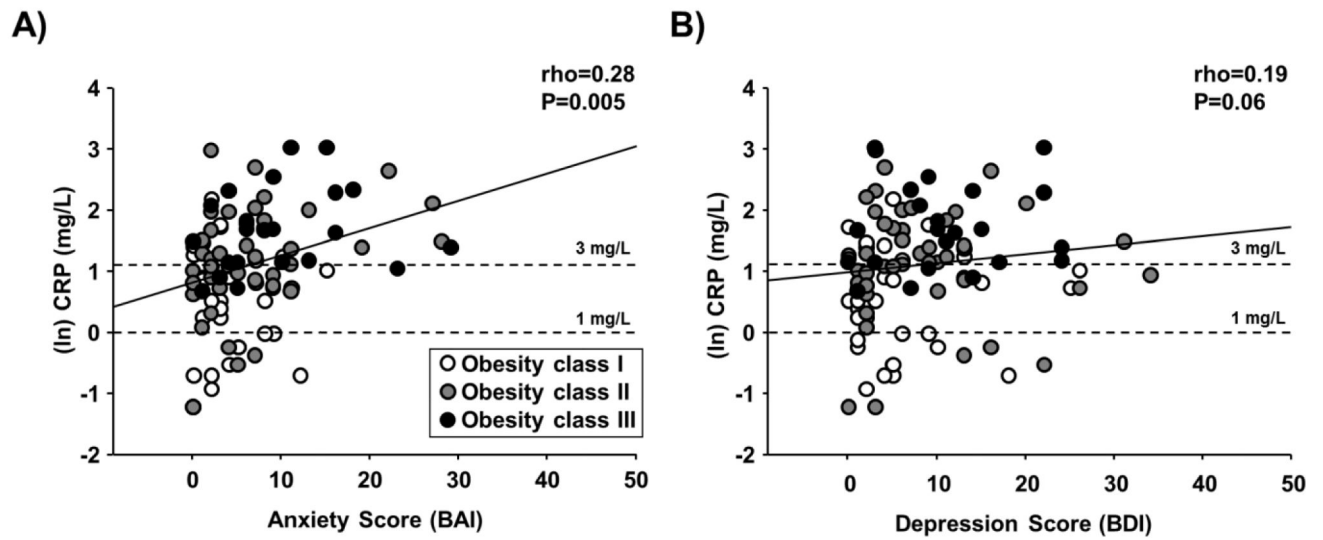 A)
rho=0.28
P=0.005
4
3
2
1
0
-1
-2
(ln) CRP (mg/L)
3 mg/L
1 mg/L
Obesity class I
Obesity class II
Obesity class III
0
10
20
30
40
50
Anxiety Score (BAI)
B)
rho=0.19
P=0.06
4
3
2
1
0
-1
-2
(ln) CRP (mg/L)
3 mg/L
1 mg/L
0
10
20
30
40
50
Depression Score (BDI)